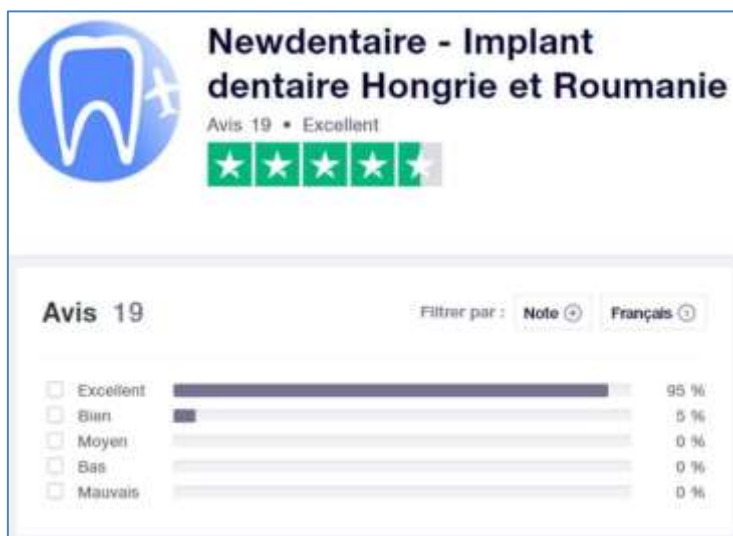 Newdentaire - Implant
dentaire Hongrie et Roumanie
Avis 19 • Excellent
Avis 19
Filtrer par : Note Français
Excellent 95 %
Bien 5 %
Moyen 0 %
Bas 0 %
Mauvais 0 %